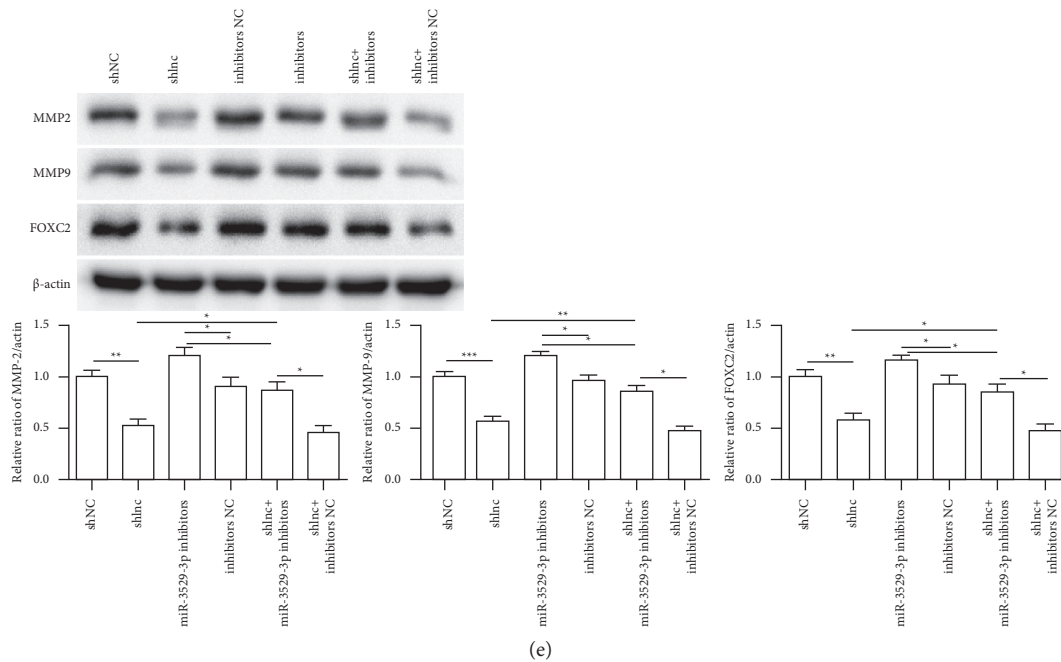 shNC
shlnc
inhibitors NC
inhibitors
shlnc+
inhibitors
shlnc+
inhibitors NC
MMP2
MMP9
FOXC2
β-actin
Relative ratio of MMP-2/actin
1.5
1.0
0.5
0.0
**
*
*
*
*
shNC
shlnc
miR-3529-3p inhibitors
inhibitors NC
shlnc+
miR-3529-3p inhibitors
shlnc+
inhibitors NC
Relative ratio of MMP-9/actin
1.5
1.0
0.5
0.0
***
**
*
*
*
shNC
shlnc
miR-3529-3p inhibitors
inhibitors NC
shlnc+
miR-3529-3p inhibitors
shlnc+
inhibitors NC
Relative ratio of FOXC2/actin
1.5
1.0
0.5
0.0
**
*
*
*
*
shNC
shlnc
miR-3529-3p inhibitors
inhibitors NC
shlnc+
miR-3529-3p inhibitors
shlnc+
inhibitors NC
(e)